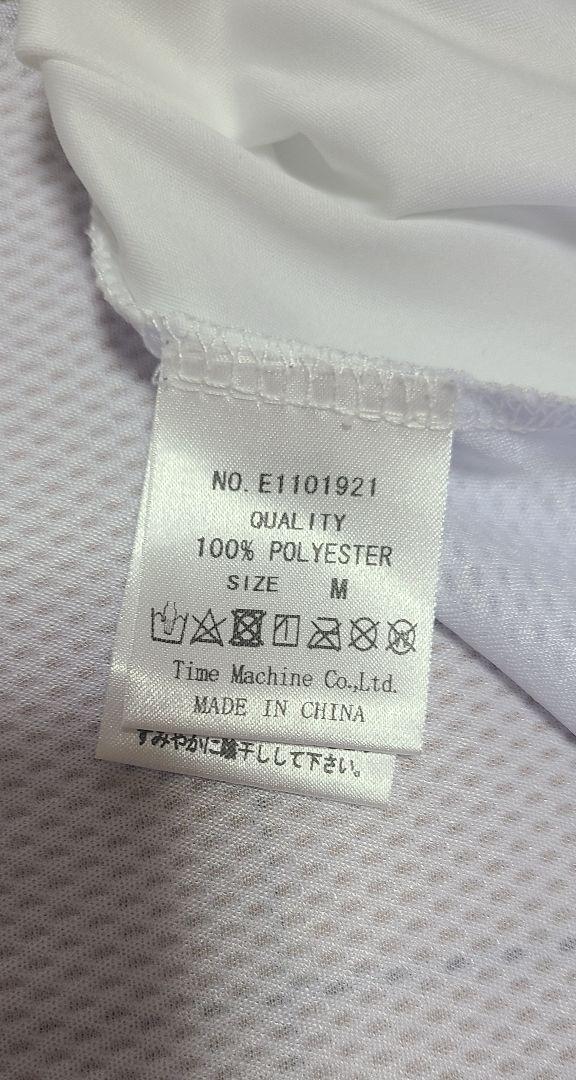 NO. E1101921
QUALITY
100% POLYESTER
SIZE M
Time Machine Co.,Ltd.
MADE IN CHINA
すみやかに陰干しして下さい。